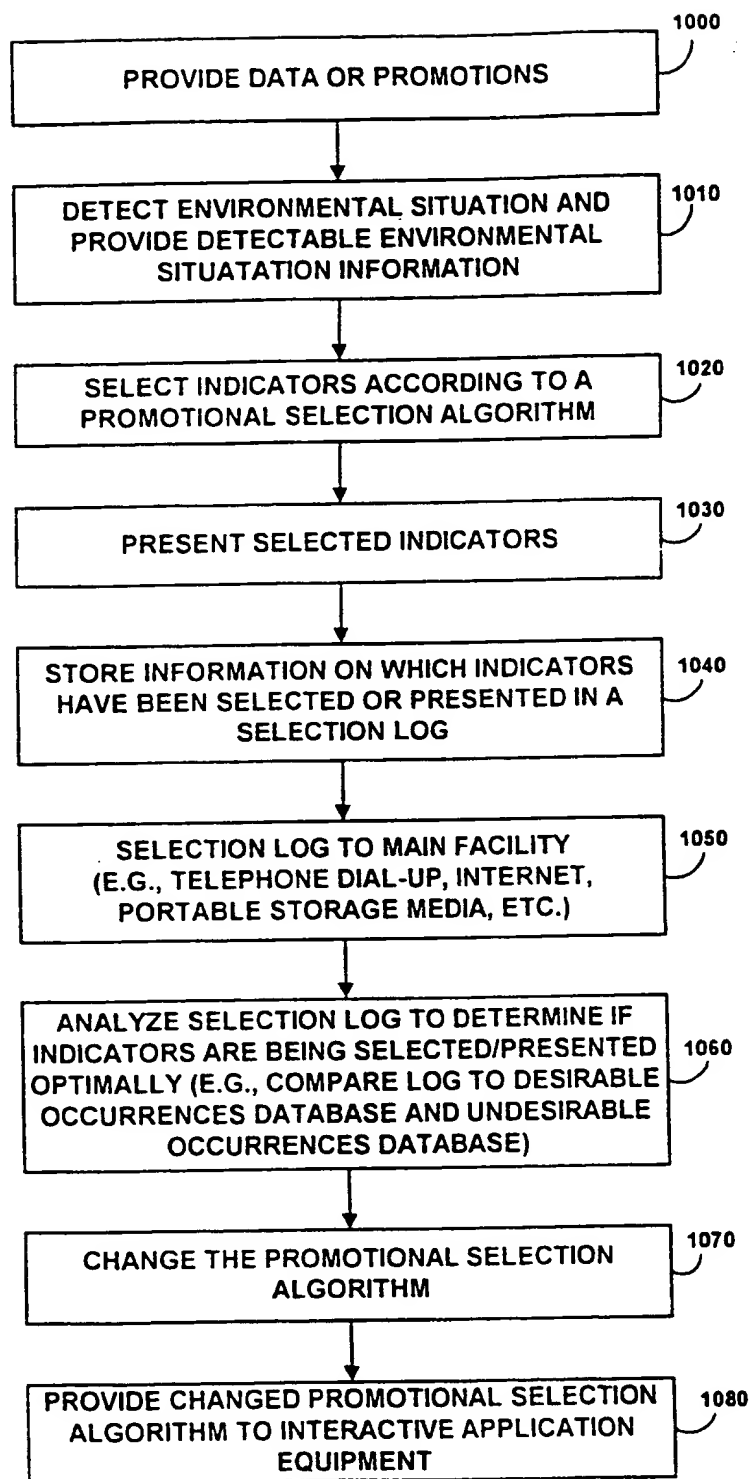 1000
PROVIDE DATA OR PROMOTIONS
1010
DETECT ENVIRONMENTAL SITUATION AND
PROVIDE DETECTABLE ENVIRONMENTAL
SITUATATION INFORMATION
1020
SELECT INDICATORS ACCORDING TO A
PROMOTIONAL SELECTION ALGORITHM
1030
PRESENT SELECTED INDICATORS
1040
STORE INFORMATION ON WHICH INDICATORS
HAVE BEEN SELECTED OR PRESENTED IN A
SELECTION LOG
1050
SELECTION LOG TO MAIN FACILITY
(E.G., TELEPHONE DIAL-UP, INTERNET,
PORTABLE STORAGE MEDIA, ETC.)
1060
ANALYZE SELECTION LOG TO DETERMINE IF
INDICATORS ARE BEING SELECTED/PRESENTED
OPTIMALLY (E.G., COMPARE LOG TO DESIRABLE
OCCURRENCES DATABASE AND UNDESIRABLE
OCCURRENCES DATABASE)
1070
CHANGE THE PROMOTIONAL SELECTION
ALGORITHM
1080
PROVIDE CHANGED PROMOTIONAL SELECTION
ALGORITHM TO INTERACTIVE APPLICATION
EQUIPMENT